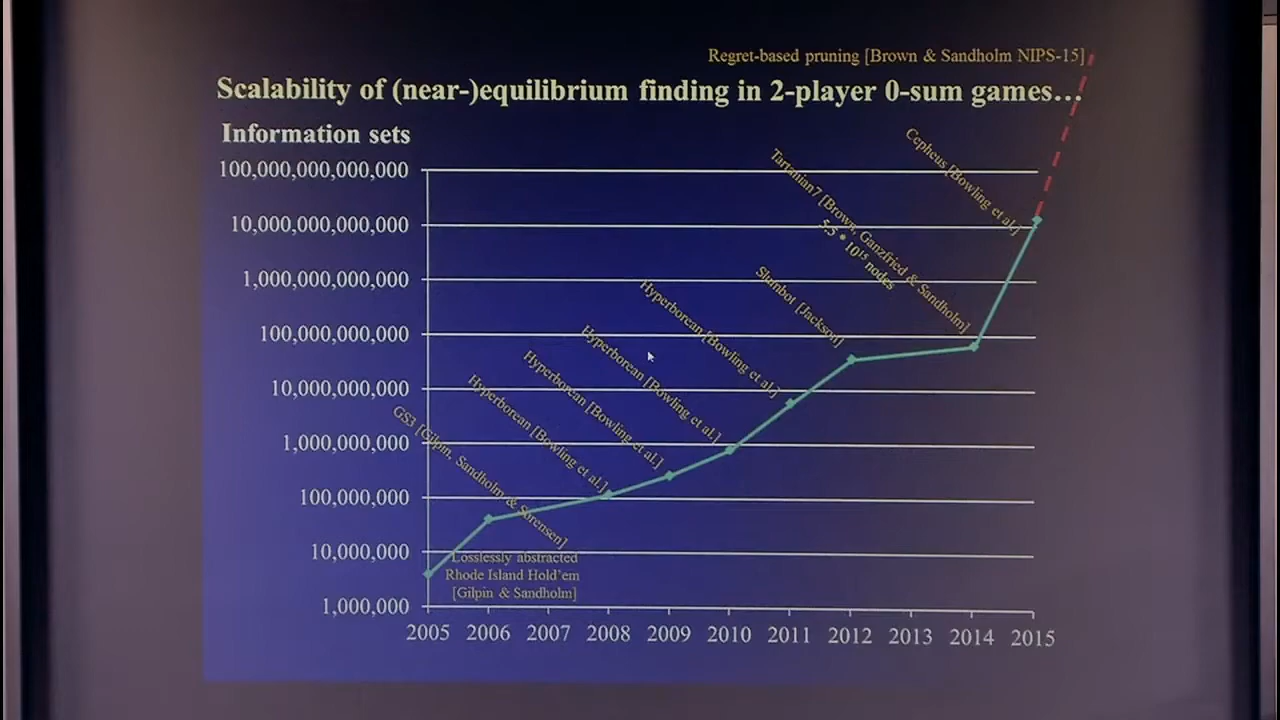 Regret-based pruning [Brown & Sandholm NIPS-15]
Scalability of (near-)equilibrium finding in 2-player 0-sum games…
Information sets
100,000,000,000,000
10,000,000,000,000
1,000,000,000,000
100,000,000,000
10,000,000,000
1,000,000,000
100,000,000
10,000,000
1,000,000
Losslessly abstracted
Rhode Island Hold'em
[Gilpin & Sandholm]
GS3 [Gilpin, Sandholm & Sorensen]
Hyperborean [Bowling et al.]
Hyperborean [Bowling et al.]
Hyperborean [Bowling et al.]
Hyperborean [Bowling et al.]
Slumbot [Jackson]
Tartanian7 [Brown, Ganzfried & Sandholm]
5.5 * 10¹⁵ nodes
Cepheus [Bowling et al.]
2005 2006 2007 2008 2009 2010 2011 2012 2013 2014 2015